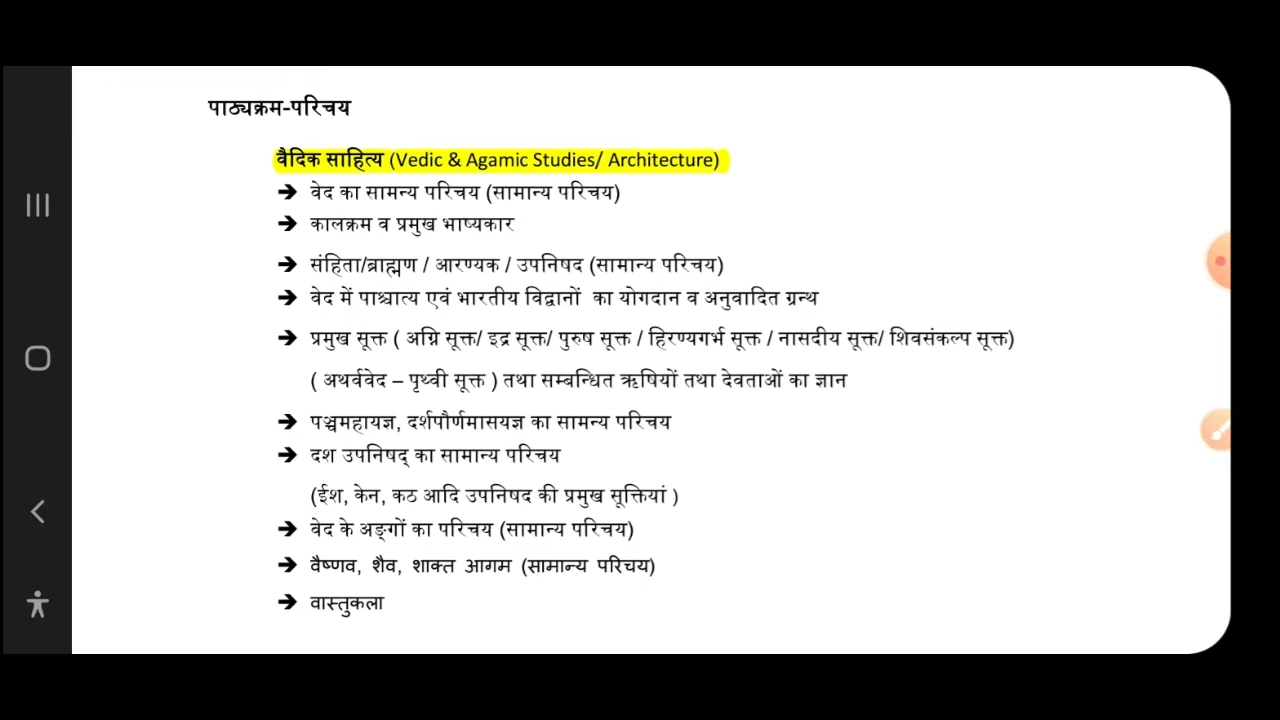 पाठ्यक्रम-परिचय
वैदिक साहित्य (Vedic & Agamic Studies/ Architecture)
➔ वेद का सामन्य परिचय (सामान्य परिचय)
➔ कालक्रम व प्रमुख भाष्यकार
➔ संहिता/ब्राह्मण / आरण्यक / उपनिषद (सामान्य परिचय)
➔ वेद में पाश्चात्य एवं भारतीय विद्वानों का योगदान व अनुवादित ग्रन्थ
➔ प्रमुख सूक्त ( अग्नि सूक्त/ इद्र सूक्त/ पुरुष सूक्त / हिरण्यगर्भ सूक्त / नासदीय सूक्त/ शिवसंकल्प सूक्त)
( अथर्ववेद – पृथ्वी सूक्त ) तथा सम्बन्धित ऋषियों तथा देवताओं का ज्ञान
➔ पञ्चमहायज्ञ, दर्शपौर्णमासयज्ञ का सामन्य परिचय
➔ दश उपनिषद् का सामान्य परिचय
(ईश, केन, कठ आदि उपनिषद की प्रमुख सूक्तियां )
➔ वेद के अङ्गों का परिचय (सामान्य परिचय)
➔ वैष्णव, शैव, शाक्त आगम (सामान्य परिचय)
➔ वास्तुकला